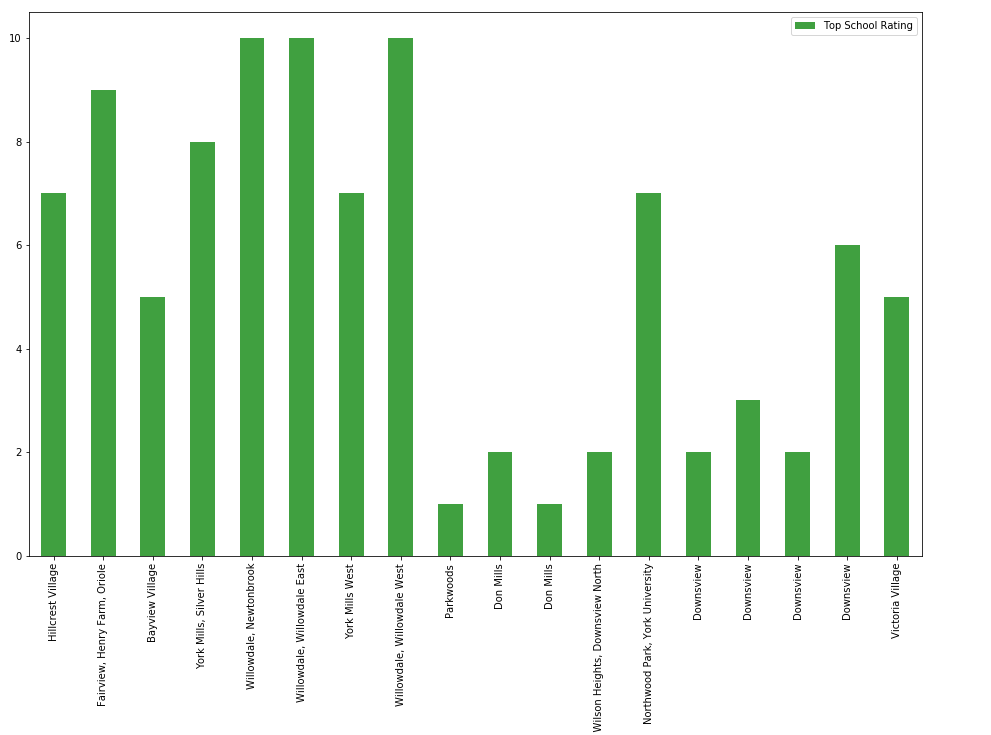 Top School Rating
10
8
6
4
2
0
Hillcrest Village
Fairview, Henry Farm, Oriole
Bayview Village
York Mills, Silver Hills
Willowdale, Newtonbrook
Willowdale, Willowdale East
York Mills West
Willowdale, Willowdale West
Parkwoods
Don Mills
Don Mills
Wilson Heights, Downsview North
Northwood Park, York University
Downsview
Downsview
Downsview
Downsview
Victoria Village